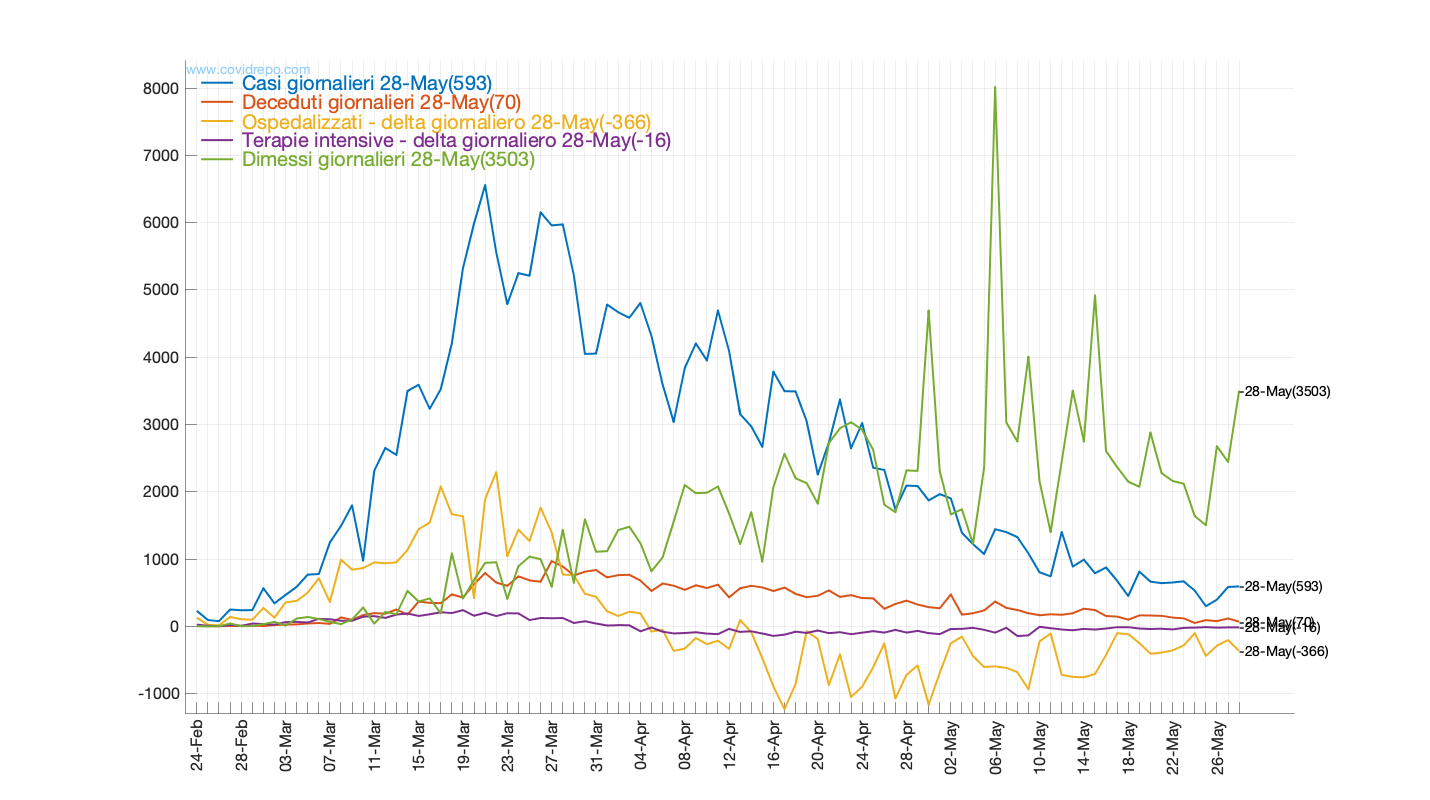 www.covidrepo.com
Casi giornalieri 28-May(593)
Deceduti giornalieri 28-May(70)
Ospedalizzati - delta giornaliero 28-May(-366)
Terapie intensive - delta giornaliero 28-May(-16)
Dimessi giornalieri 28-May(3503)
8000
7000
6000
5000
4000
3000
2000
1000
0
-1000
28-May(3503)
28-May(593)
28-May(70)
28-May(-16)
28-May(-366)
24-Feb
28-Feb
03-Mar
07-Mar
11-Mar
15-Mar
19-Mar
23-Mar
27-Mar
31-Mar
04-Apr
08-Apr
12-Apr
16-Apr
20-Apr
24-Apr
28-Apr
02-May
06-May
10-May
14-May
18-May
22-May
26-May